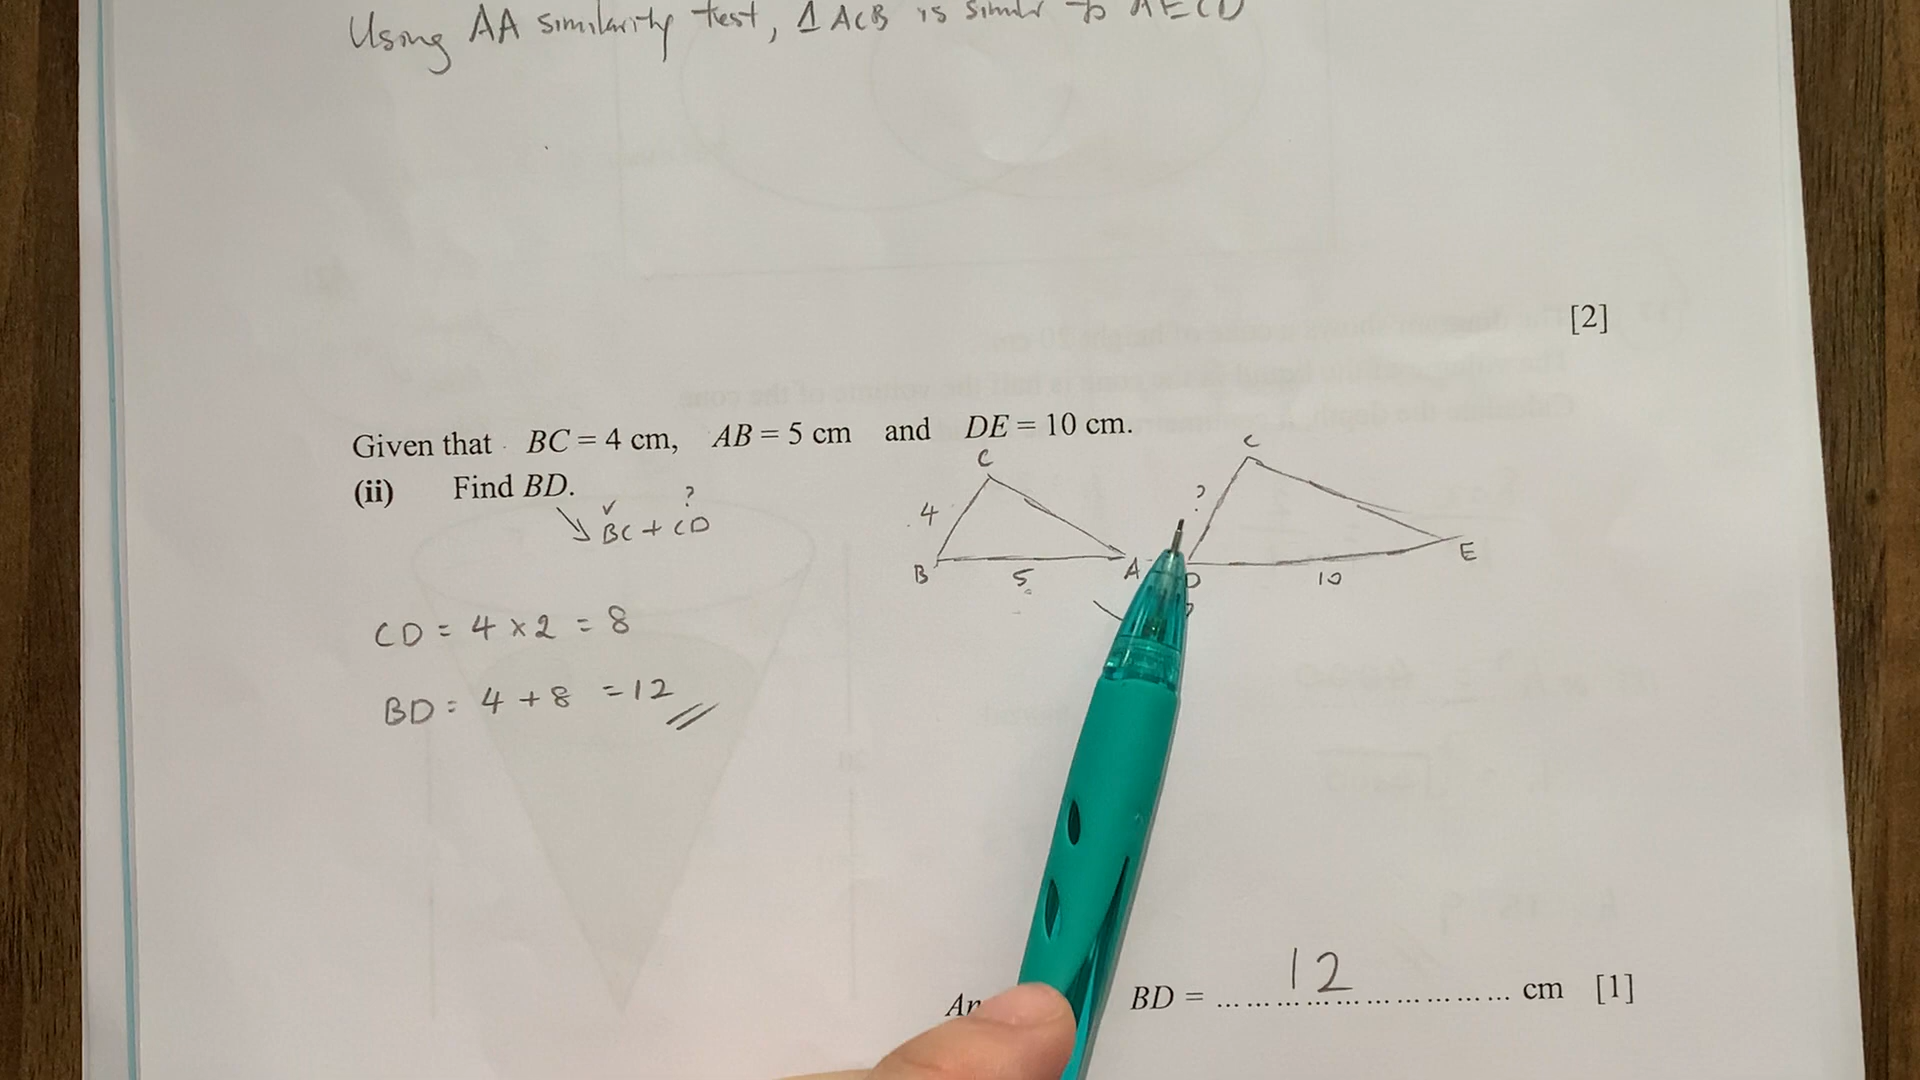 Using AA similarity test, Δ ACB is similar to Δ ECD
[2]
Given that BC = 4 cm, AB = 5 cm and DE = 10 cm.
(ii) Find BD.
BC + CD
✓ ?
C
4
B
5
A
C
?
D
10
E
CD = 4 × 2 = 8
BD = 4 + 8 = 12
BD = 12 cm [1]